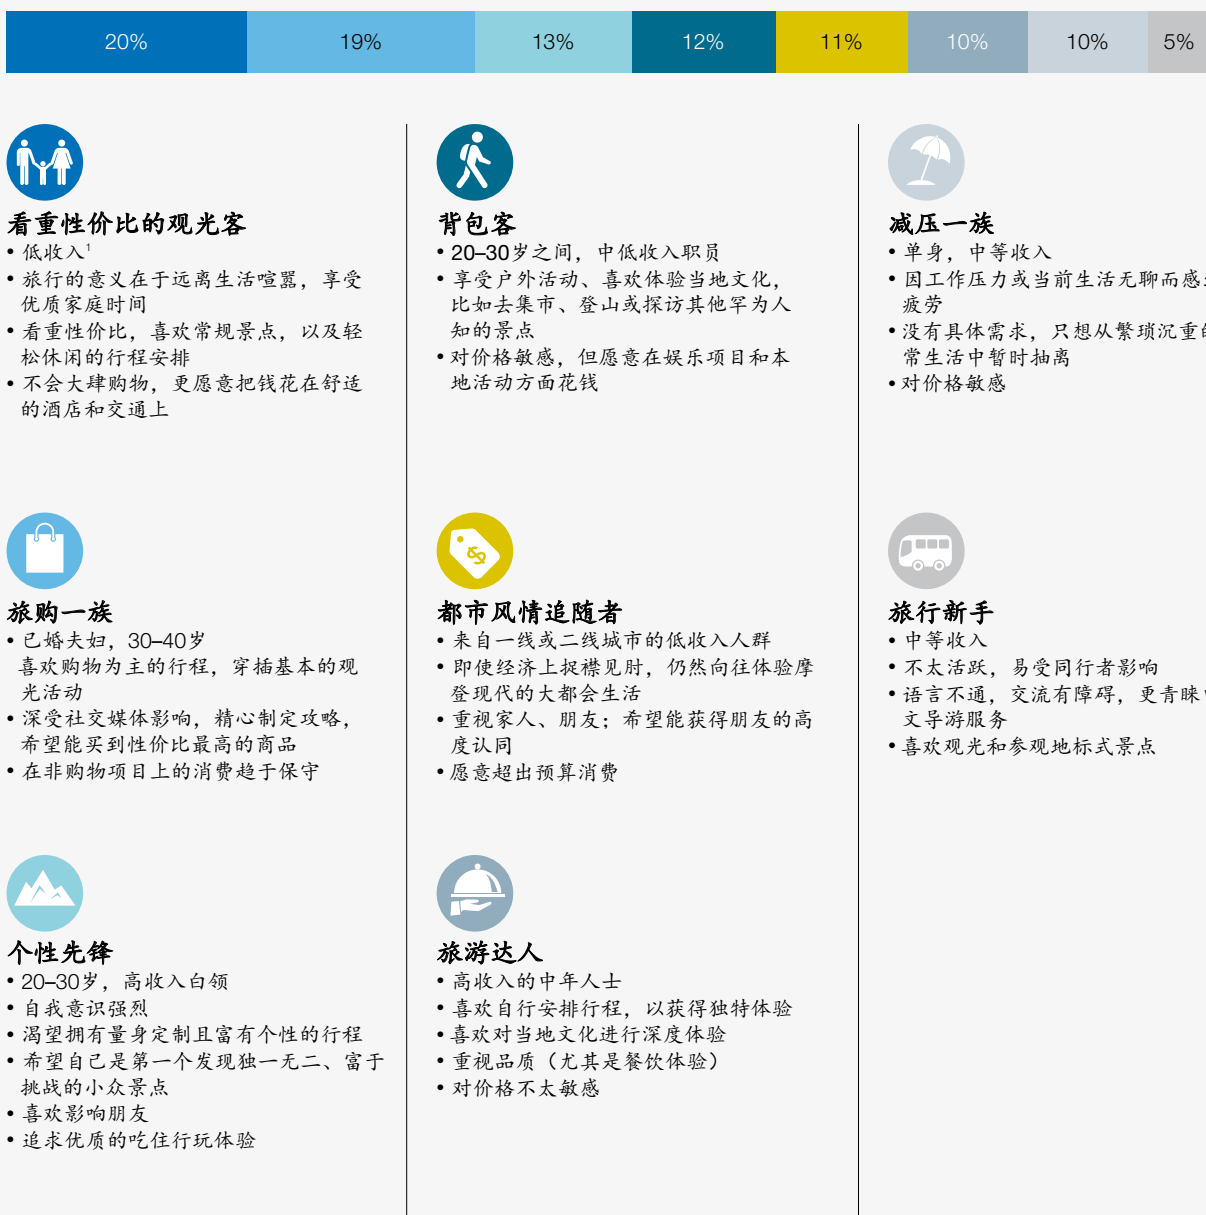 20% 19% 13% 12% 11% 10% 10% 5%
看重性价比的观光客
• 低收入¹
• 旅行的意义在于远离生活喧嚣，享受
优质家庭时间
• 看重性价比，喜欢常规景点，以及轻
松休闲的行程安排
• 不会大肆购物，更愿意把钱花在舒适
的酒店和交通上
旅购一族
• 已婚夫妇，30–40岁
喜欢购物为主的行程，穿插基本的观
光活动
• 深受社交媒体影响，精心制定攻略，
希望能买到性价比最高的商品
• 在非购物项目上的消费趋于保守
个性先锋
• 20–30岁，高收入白领
• 自我意识强烈
• 渴望拥有量身定制且富有个性的行程
• 希望自己是第一个发现独一无二、富于
挑战的小众景点
• 喜欢影响朋友
• 追求优质的吃住行玩体验
背包客
• 20–30岁之间，中低收入职员
• 享受户外活动、喜欢体验当地文化，
比如去集市、登山或探访其他罕为人
知的景点
• 对价格敏感，但愿意在娱乐项目和本
地活动方面花钱
都市风情追随者
• 来自一线或二线城市的低收入人群
• 即使经济上捉襟见肘，仍然向往体验摩
登现代的大都会生活
• 重视家人、朋友；希望能获得朋友的高
度认同
• 愿意超出预算消费
旅游达人
• 高收入的中年人士
• 喜欢自行安排行程，以获得独特体验
• 喜欢对当地文化进行深度体验
• 重视品质（尤其是餐饮体验）
• 对价格不太敏感
减压一族
• 单身，中等收入
• 因工作压力或当前生活无聊而感
疲劳
• 没有具体需求，只想从繁琐沉重
常生活中暂时抽离
• 对价格敏感
旅行新手
• 中等收入
• 不太活跃，易受同行者影响
• 语言不通，交流有障碍，更青睐
文导游服务
• 喜欢观光和参观地标式景点